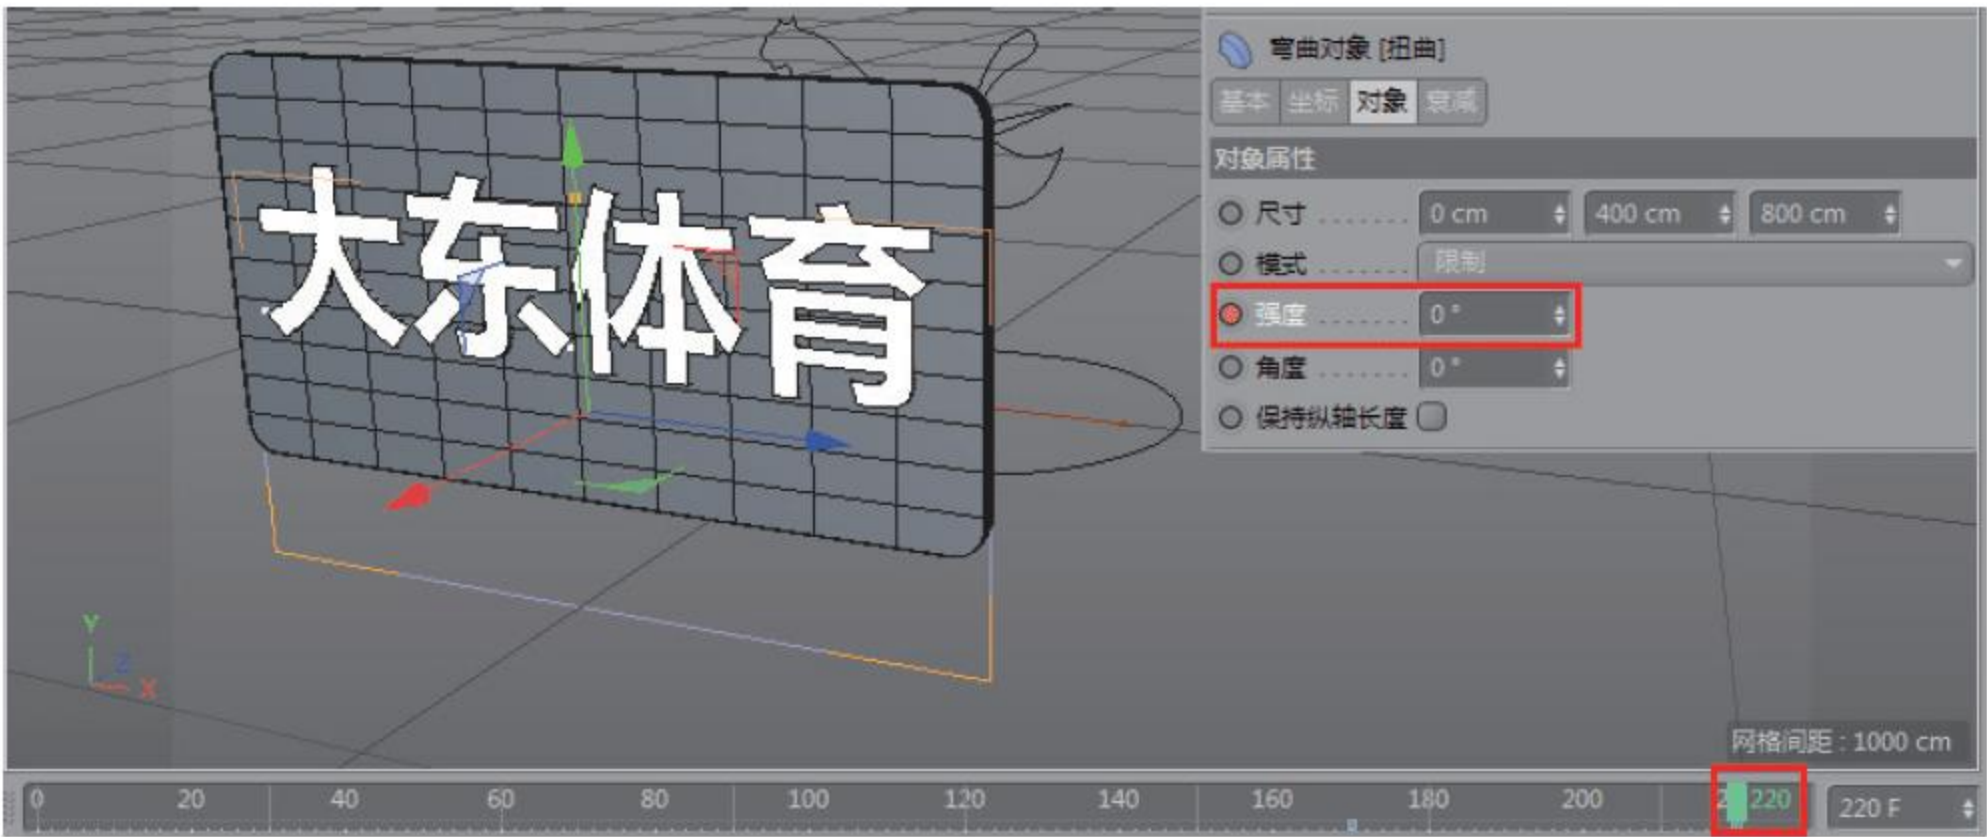 大东体育
弯曲对象 [扭曲]
基本 坐标 对象 衰减
对象属性
尺寸 ....... 0 cm 400 cm 800 cm
模式 ....... 限制
强度 ....... 0 °
角度 ....... 0 °
保持纵轴长度
Y
Z
X
网格间距 : 1000 cm
0 20 40 60 80 100 120 140 160 180 200 220 220 F